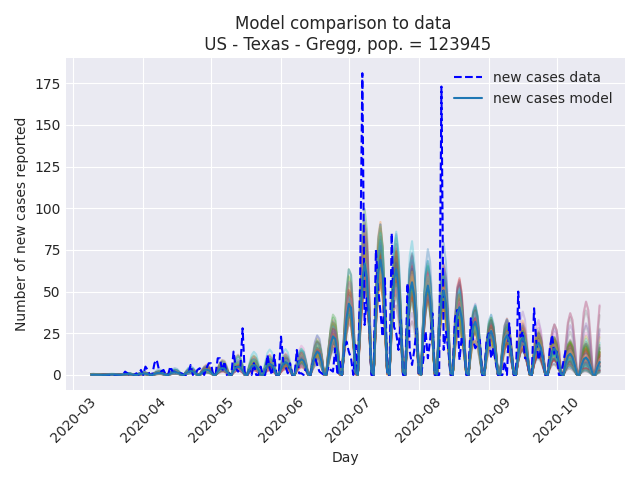 Model comparison to data
US - Texas - Gregg, pop. = 123945
Number of new cases reported
175
150
125
100
75
50
25
0
new cases data
new cases model
2020-03
2020-04
2020-05
2020-06
2020-07
2020-08
2020-09
2020-10
Day